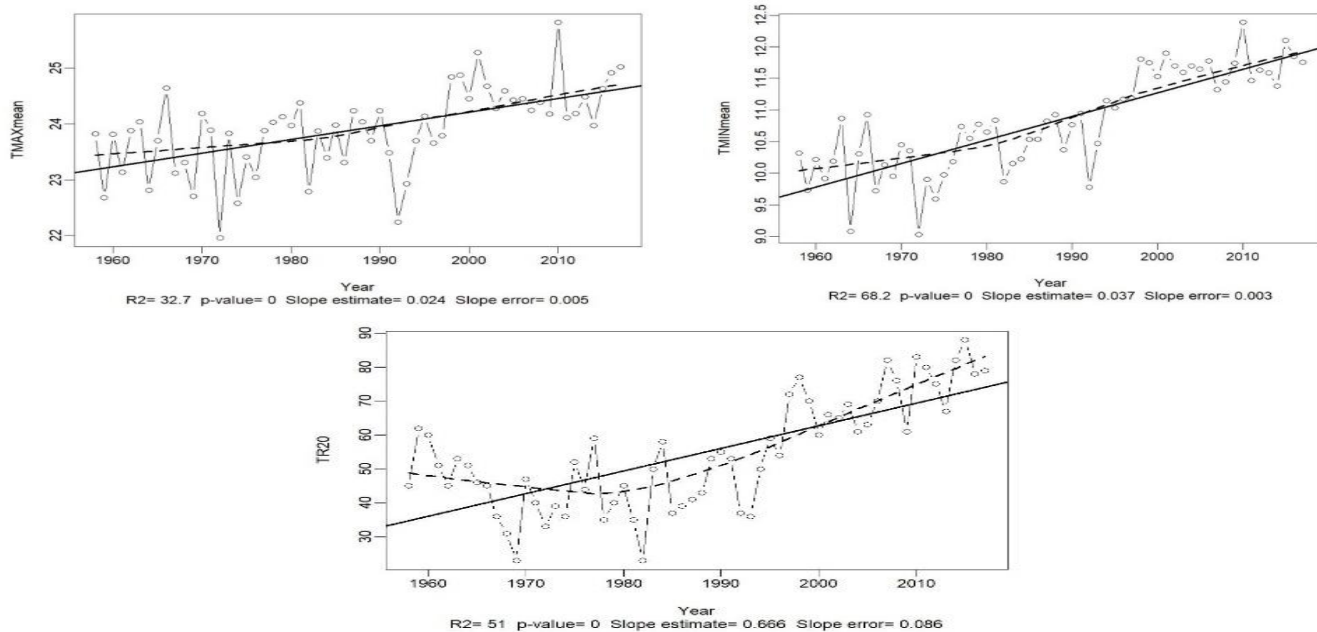 TMAXmean
25
24
23
22
1960 1970 1980 1990 2000 2010
Year
R2= 32.7 p-value= 0 Slope estimate= 0.024 Slope error= 0.005
TMINmean
12.5
12.0
11.5
11.0
10.5
10.0
9.5
9.0
1960 1970 1980 1990 2000 2010
Year
R2= 68.2 p-value= 0 Slope estimate= 0.037 Slope error= 0.003
TR20
90
80
70
60
50
40
30
1960 1970 1980 1990 2000 2010
Year
R2= 51 p-value= 0 Slope estimate= 0.666 Slope error= 0.086